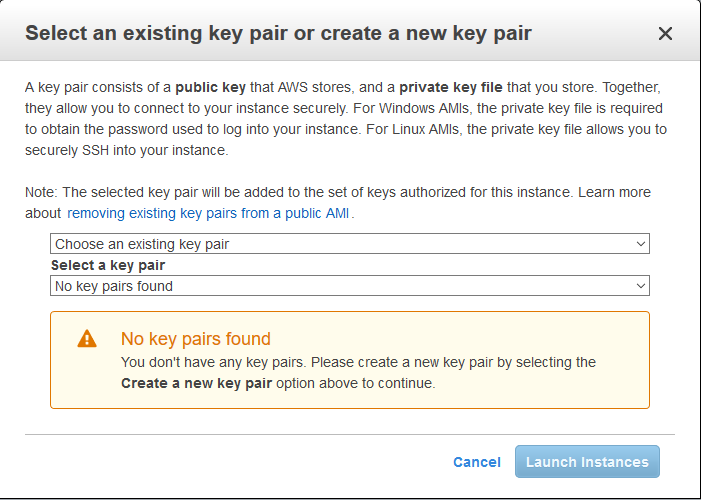 Select an existing key pair or create a new key pair
A key pair consists of a public key that AWS stores, and a private key file that you store. Together,
they allow you to connect to your instance securely. For Windows AMIs, the private key file is required
to obtain the password used to log into your instance. For Linux AMIs, the private key file allows you to
securely SSH into your instance.
Note: The selected key pair will be added to the set of keys authorized for this instance. Learn more
about removing existing key pairs from a public AMI.
Choose an existing key pair
Select a key pair
No key pairs found
No key pairs found
You don't have any key pairs. Please create a new key pair by selecting the
Create a new key pair option above to continue.
Cancel Launch Instances